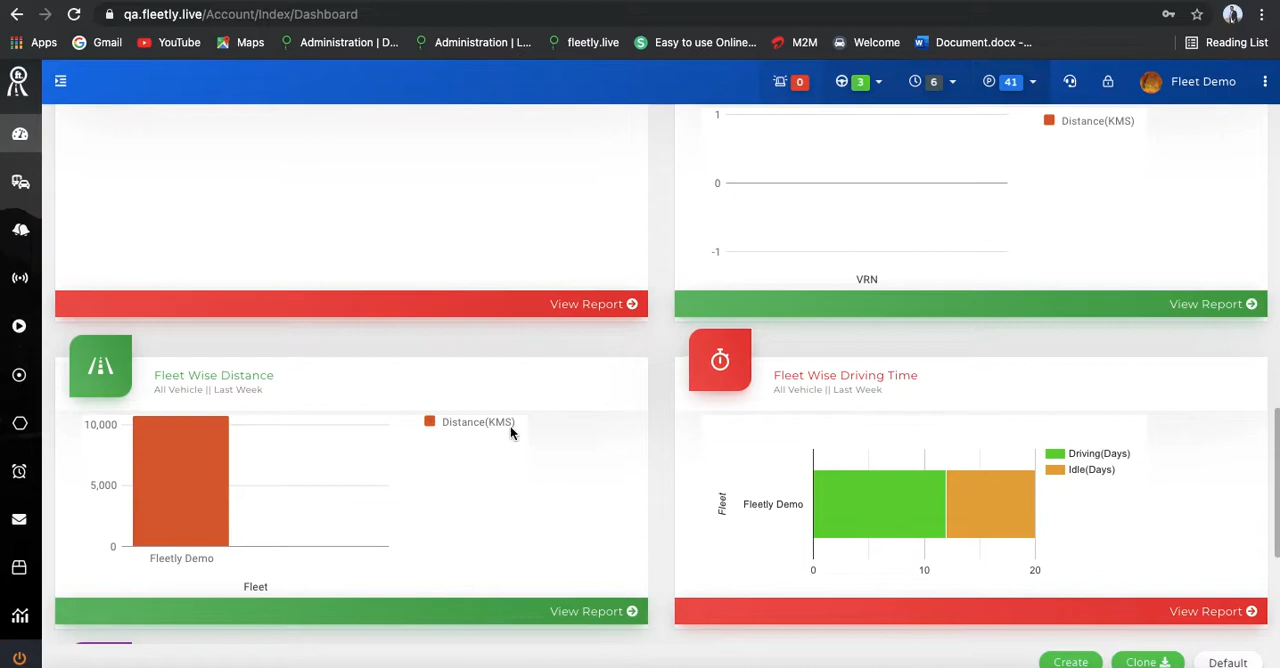 qa.fleetly.live/Account/Index/Dashboard
Apps Gmail YouTube Maps Administration | D... Administration | L... fleetly.live Easy to use Online... M2M Welcome Document.docx -... Reading List
ft. 0 3 6 P 41 Fleet Demo
1 Distance(KMS)
0
-1
VRN
View Report View Report
Fleet Wise Distance
All Vehicle || Last Week
Fleet Wise Driving Time
All Vehicle || Last Week
10,000
5,000
0
Distance(KMS)
Fleetly Demo
Fleet
Driving(Days)
Idle(Days)
Fleet
Fleetly Demo
0 10 20
View Report View Report
Create Clone Default